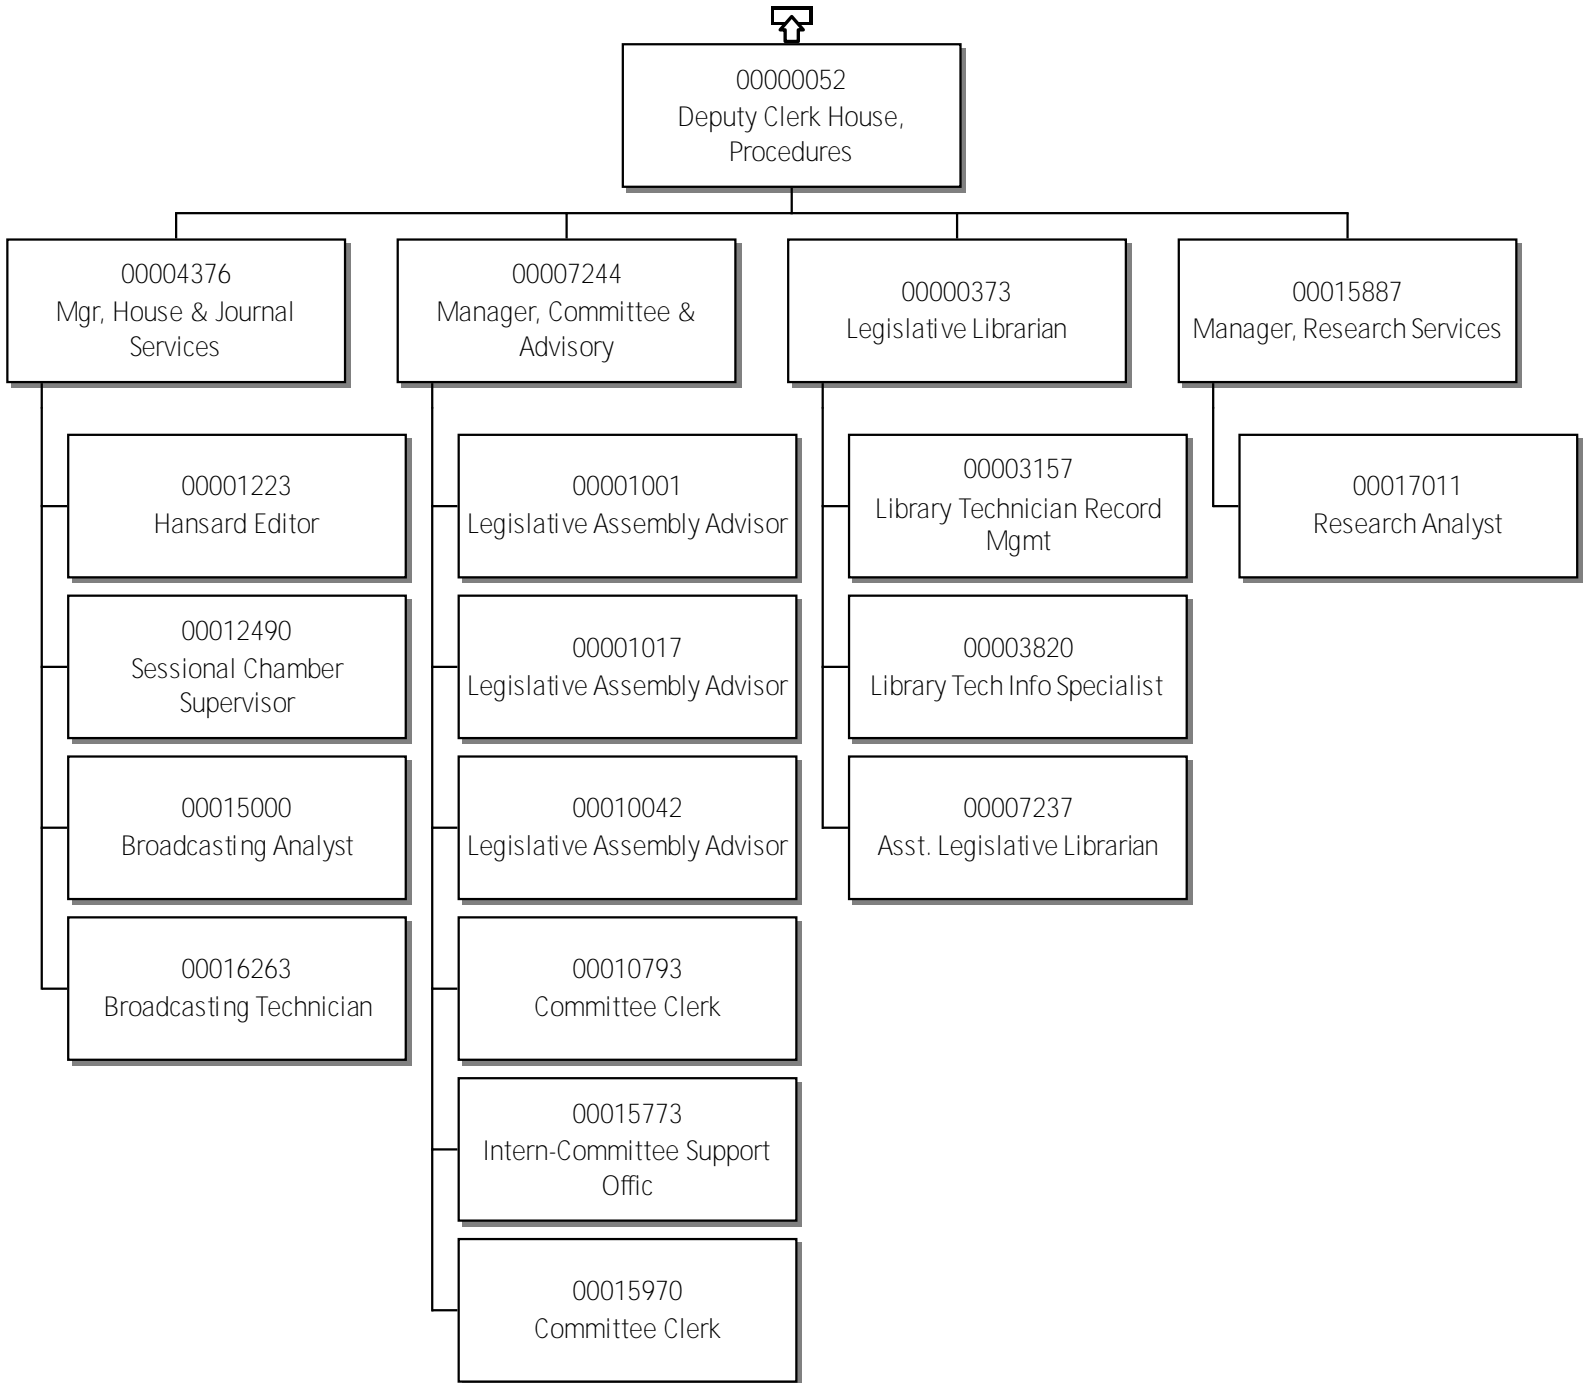 00000052
Deputy Clerk House,
Procedures
00004376
Mgr, House & Journal
Services
00007244
Manager, Committee &
Advisory
00000373
Legislative Librarian
00015887
Manager, Research Services
00001223
Hansard Editor
00012490
Sessional Chamber
Supervisor
00015000
Broadcasting Analyst
00016263
Broadcasting Technician
00001001
Legislative Assembly Advisor
00001017
Legislative Assembly Advisor
00010042
Legislative Assembly Advisor
00010793
Committee Clerk
00015773
Intern-Committee Support
Offic
00015970
Committee Clerk
00003157
Library Technician Record
Mgmt
00003820
Library Tech Info Specialist
00007237
Asst. Legislative Librarian
00017011
Research Analyst